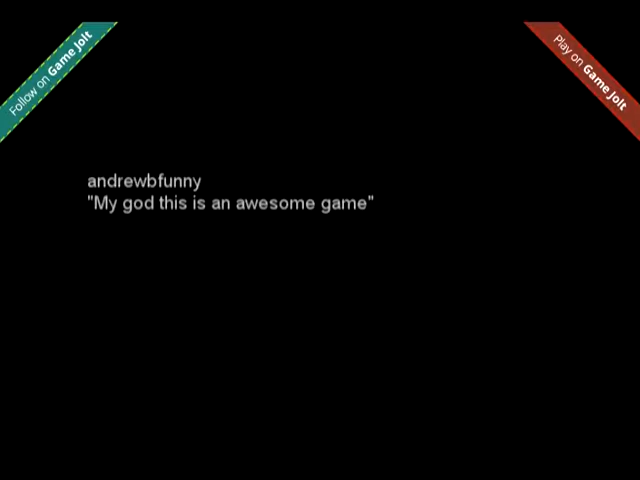 Follow on Game Jolt
Play on Game Jolt
andrewbfunny
"My god this is an awesome game"